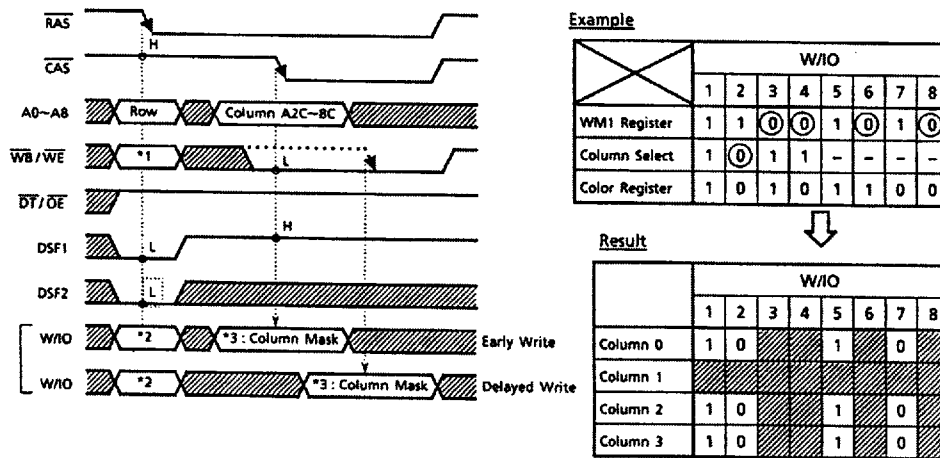 RAS
H
CAS
A0~A8 Row Column A2C~8C
WB / WE *1 L
DT / OE
H
DSF1 L
DSF2 L
W/IO *2 *3 : Column Mask Early Write
W/IO *2 *3 : Column Mask Delayed Write
Example
W/IO
1 2 3 4 5 6 7 8
WM1 Register 1 1 0 0 1 0 1 0
Column Select 1 0 1 1 – – – –
Color Register 1 0 1 0 1 1 0 0
Result
W/IO
1 2 3 4 5 6 7 8
Column 0 1 0 1 0
Column 1
Column 2 1 0 1 0
Column 3 1 0 1 0